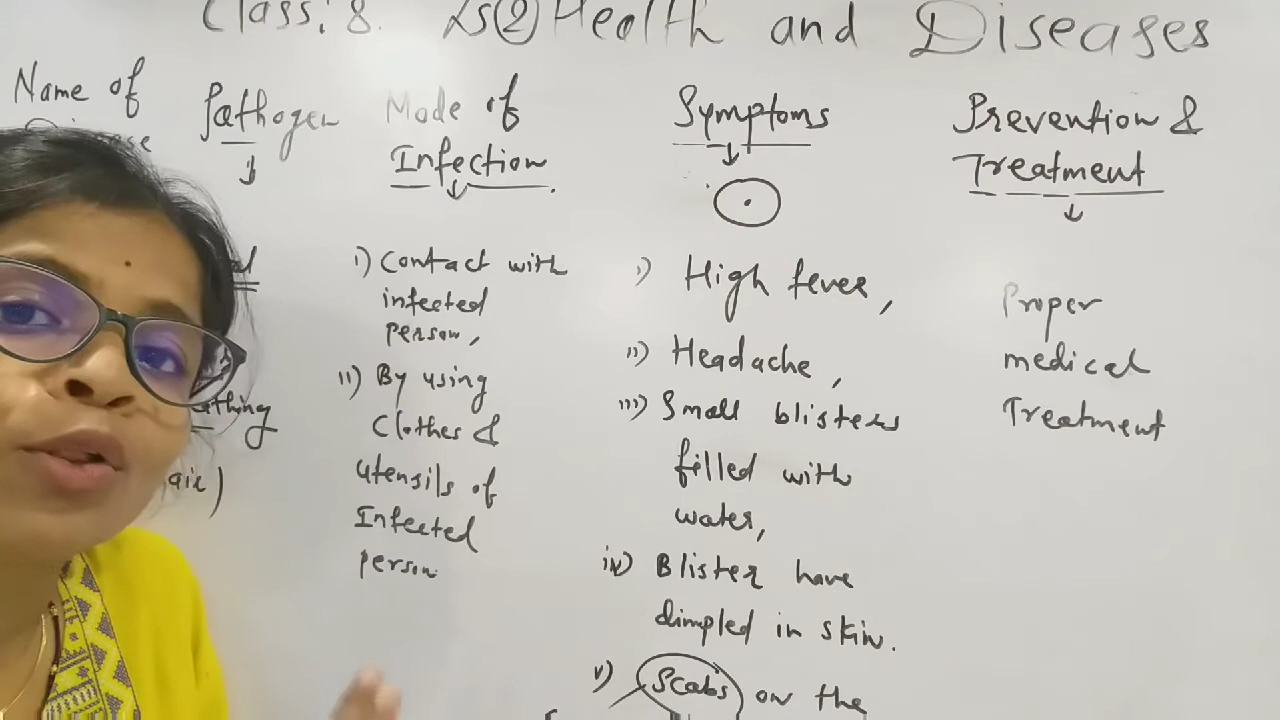 Class: 8. Ls ② Health and Diseases
Name of
Pathogen
Mode of
Infection
i) Contact with
infected
person,
ii) By using
Clothes &
utensils of
Infected
person.
Symptoms
i) High fever,
ii) Headache,
iii) Small blisters
filled with
water,
iv) Blister have
dimpled in skin.
v) Scabs on the
Prevention &
Treatment
Proper
medical
Treatment